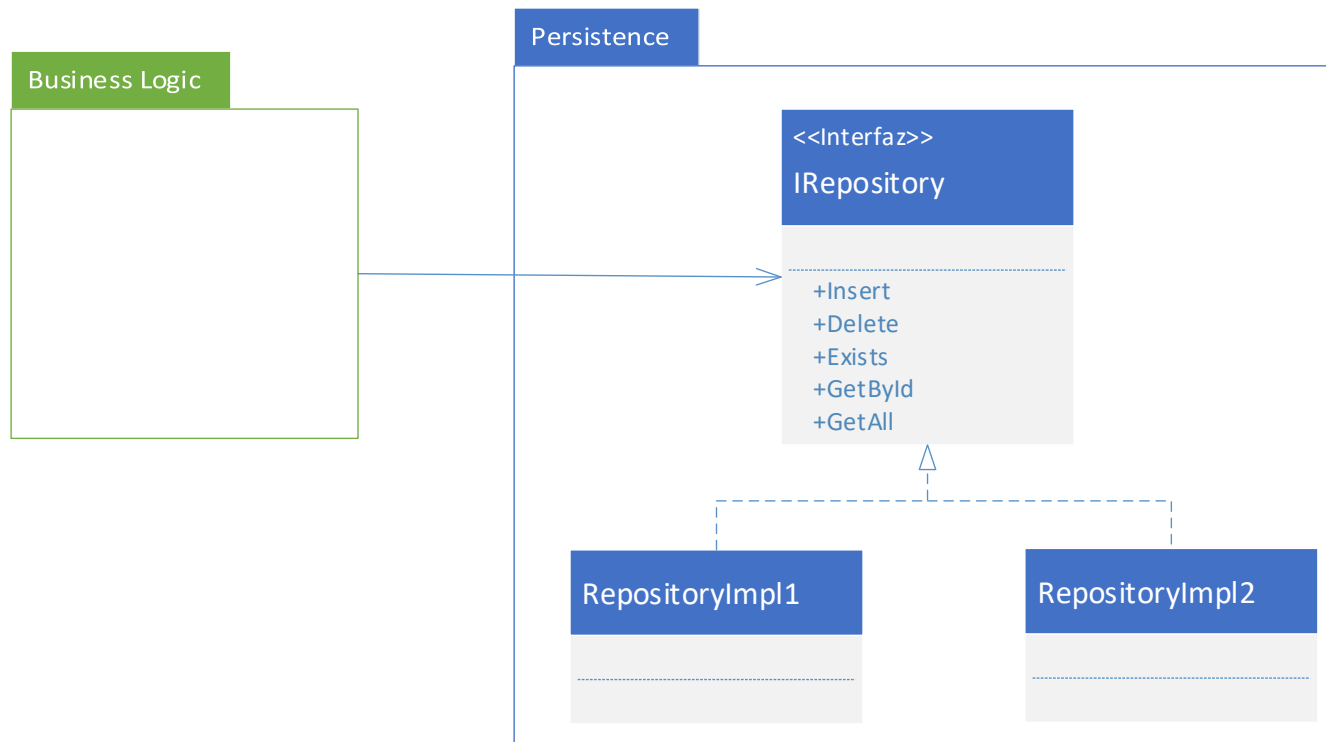 Persistence
Business Logic
<<Interfaz>>
IRepository
+Insert
+Delete
+Exists
+GetById
+GetAll
RepositoryImpl1
RepositoryImpl2